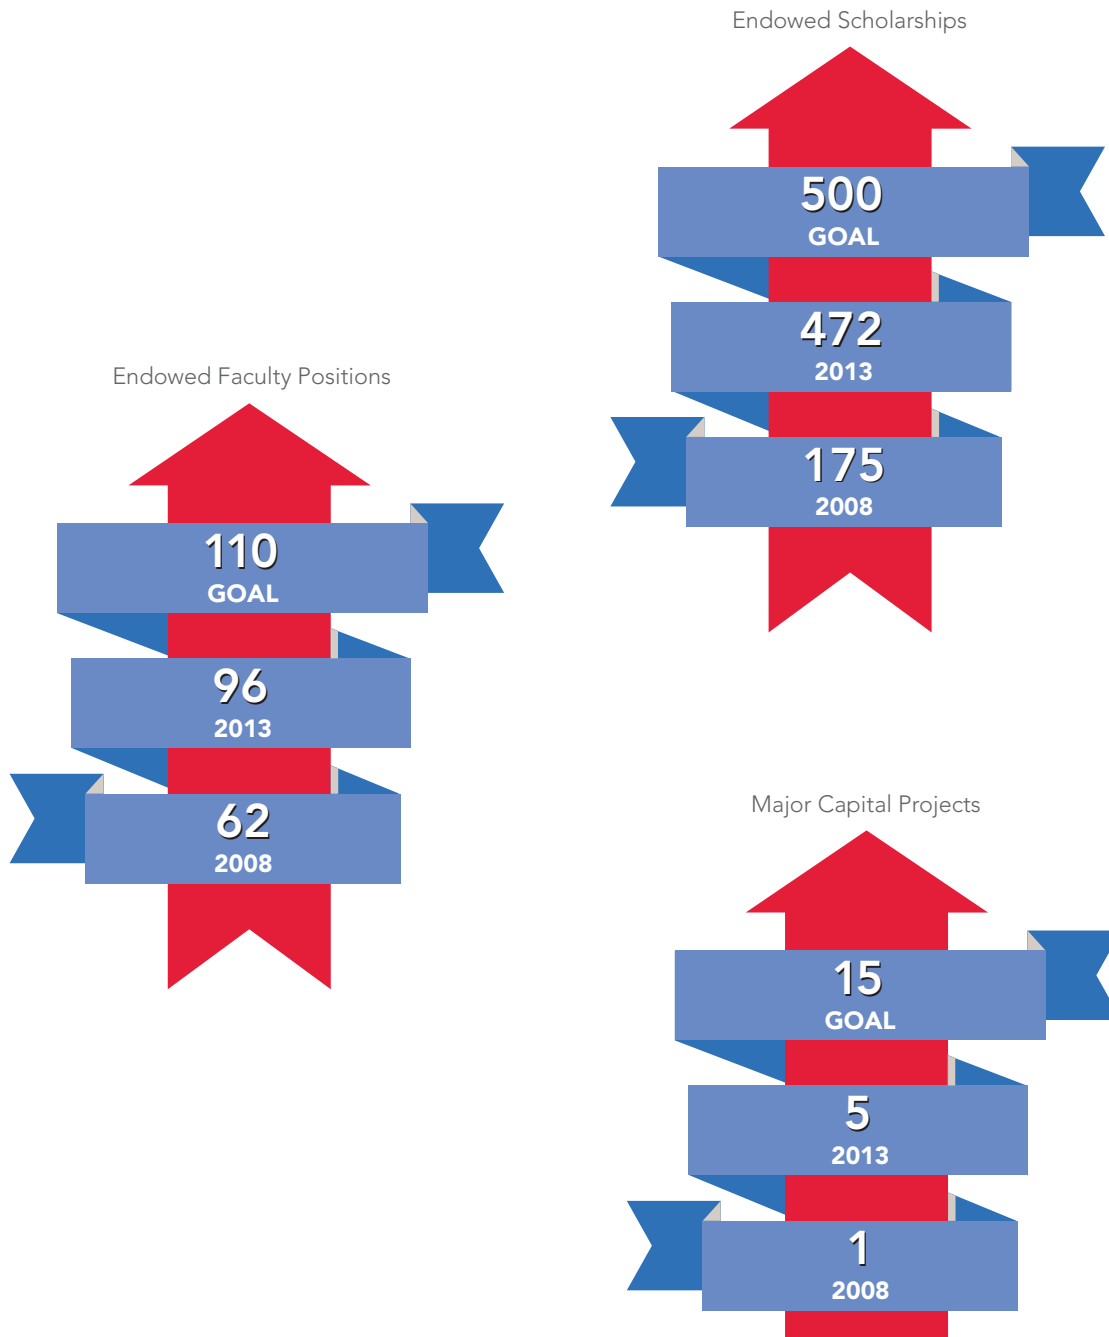 Endowed Scholarships
500
GOAL
472
2013
175
2008
Endowed Faculty Positions
110
GOAL
96
2013
62
2008
Major Capital Projects
15
GOAL
5
2013
1
2008